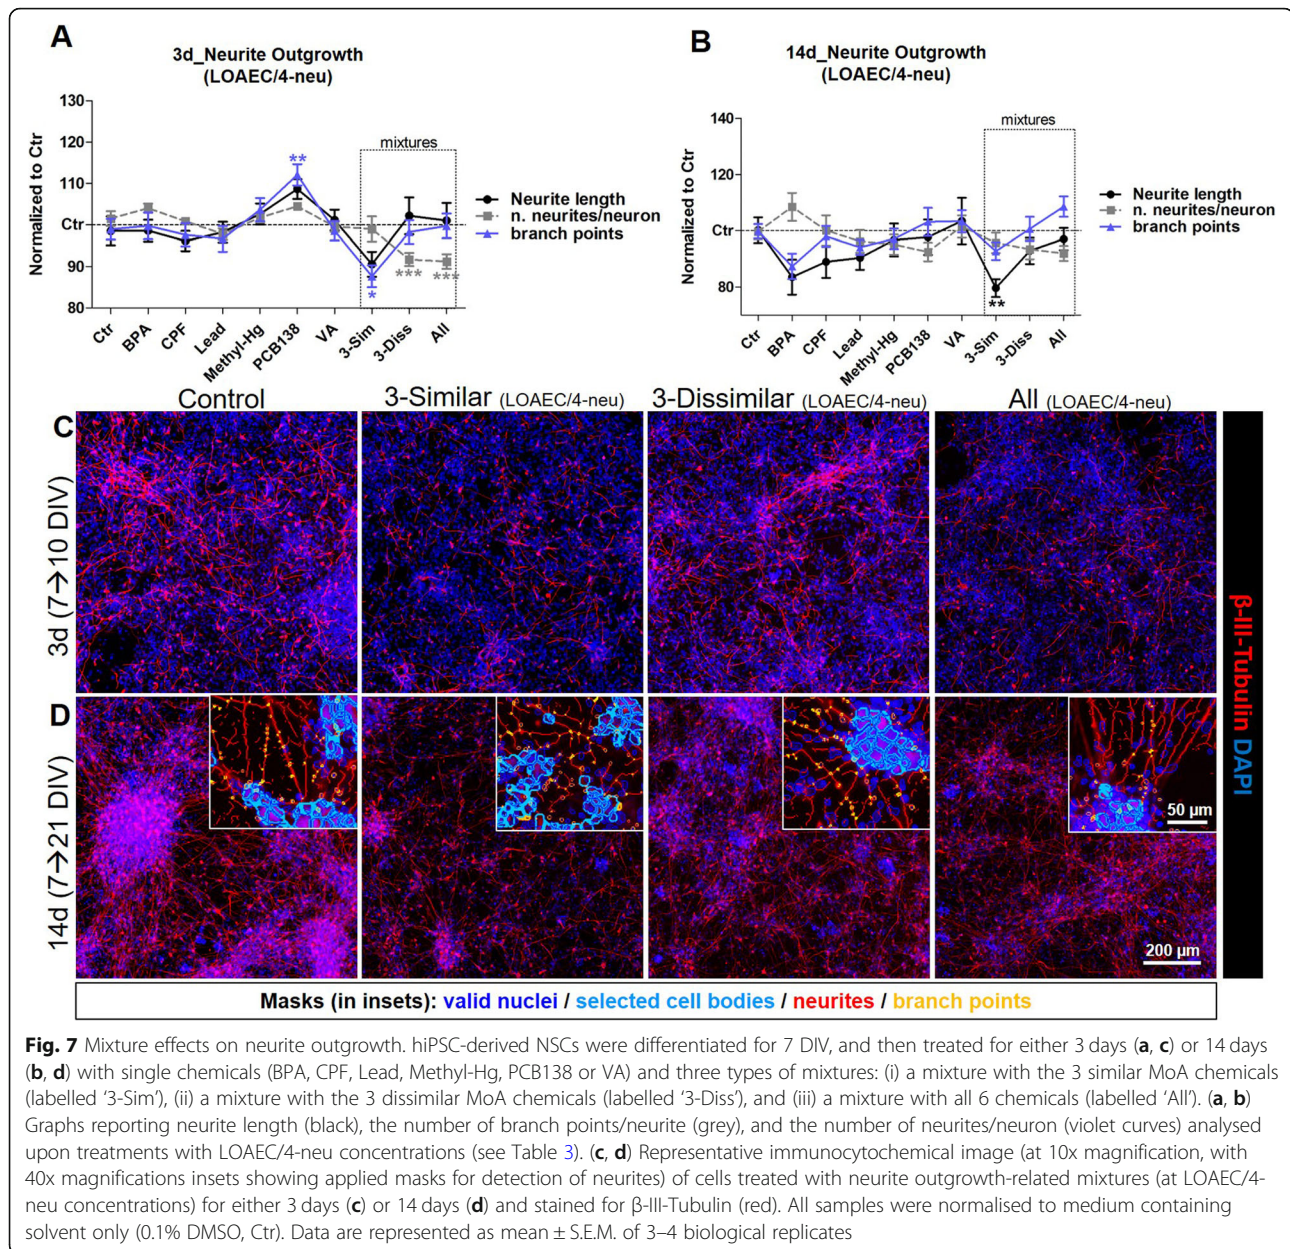 A
3d_Neurite Outgrowth
(LOAEC/4-neu)
Normalized to Ctr
130
120
110
Ctr
90
80
mixtures
**
*
***
***
Neurite length
n. neurites/neuron
branch points
Ctr
BPA
CPF
Lead
Methyl-Hg
PCB138
VA
3-Sim
3-Diss
All
B
14d_Neurite Outgrowth
(LOAEC/4-neu)
Normalized to Ctr
140
120
Ctr
80
mixtures
**
Neurite length
n. neurites/neuron
branch points
Ctr
BPA
CPF
Lead
Methyl-Hg
PCB138
VA
3-Sim
3-Diss
All
Control
3-Similar (LOAEC/4-neu)
3-Dissimilar (LOAEC/4-neu)
All (LOAEC/4-neu)
C
3d (7→10 DIV)
D
14d (7→21 DIV)
50 µm
200 µm
β-III-Tubulin DAPI
Masks (in insets): valid nuclei / selected cell bodies / neurites / branch points
Fig. 7 Mixture effects on neurite outgrowth. hiPSC-derived NSCs were differentiated for 7 DIV, and then treated for either 3 days (a, c) or 14 days
(b, d) with single chemicals (BPA, CPF, Lead, Methyl-Hg, PCB138 or VA) and three types of mixtures: (i) a mixture with the 3 similar MoA chemicals
(labelled '3-Sim'), (ii) a mixture with the 3 dissimilar MoA chemicals (labelled '3-Diss'), and (iii) a mixture with all 6 chemicals (labelled 'All'). (a, b)
Graphs reporting neurite length (black), the number of branch points/neurite (grey), and the number of neurites/neuron (violet curves) analysed
upon treatments with LOAEC/4-neu concentrations (see Table 3). (c, d) Representative immunocytochemical image (at 10x magnification, with
40x magnifications insets showing applied masks for detection of neurites) of cells treated with neurite outgrowth-related mixtures (at LOAEC/4-
neu concentrations) for either 3 days (c) or 14 days (d) and stained for β-III-Tubulin (red). All samples were normalised to medium containing
solvent only (0.1% DMSO, Ctr). Data are represented as mean ± S.E.M. of 3–4 biological replicates